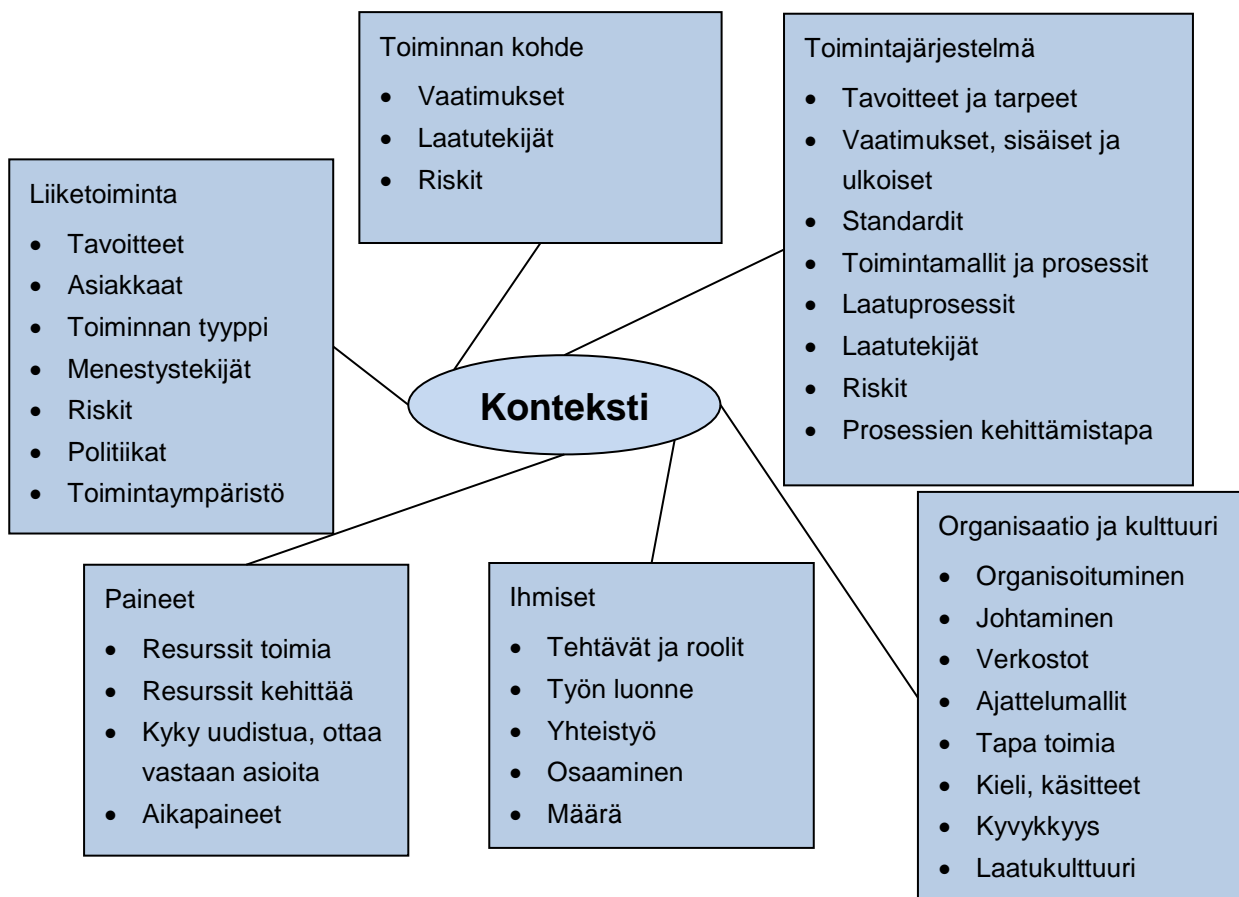 Toiminnan kohde
• Vaatimukset
• Laatutekijät
• Riskit
Toimintajärjestelmä
• Tavoitteet ja tarpeet
• Vaatimukset, sisäiset ja
ulkoiset
• Standardit
• Toimintamallit ja prosessit
• Laatuprosessit
• Laatutekijät
• Riskit
• Prosessien kehittämistapa
Liiketoiminta
• Tavoitteet
• Asiakkaat
• Toiminnan tyyppi
• Menestystekijät
• Riskit
• Politiikat
• Toimintaympäristö
Konteksti
Organisaatio ja kulttuuri
• Organisoituminen
• Johtaminen
• Verkostot
• Ajattelumallit
• Tapa toimia
• Kieli, käsitteet
• Kyvykkyys
• Laatukulttuuri
Paineet
• Resurssit toimia
• Resurssit kehittää
• Kyky uudistua, ottaa
vastaan asioita
• Aikapaineet
Ihmiset
• Tehtävät ja roolit
• Työn luonne
• Yhteistyö
• Osaaminen
• Määrä